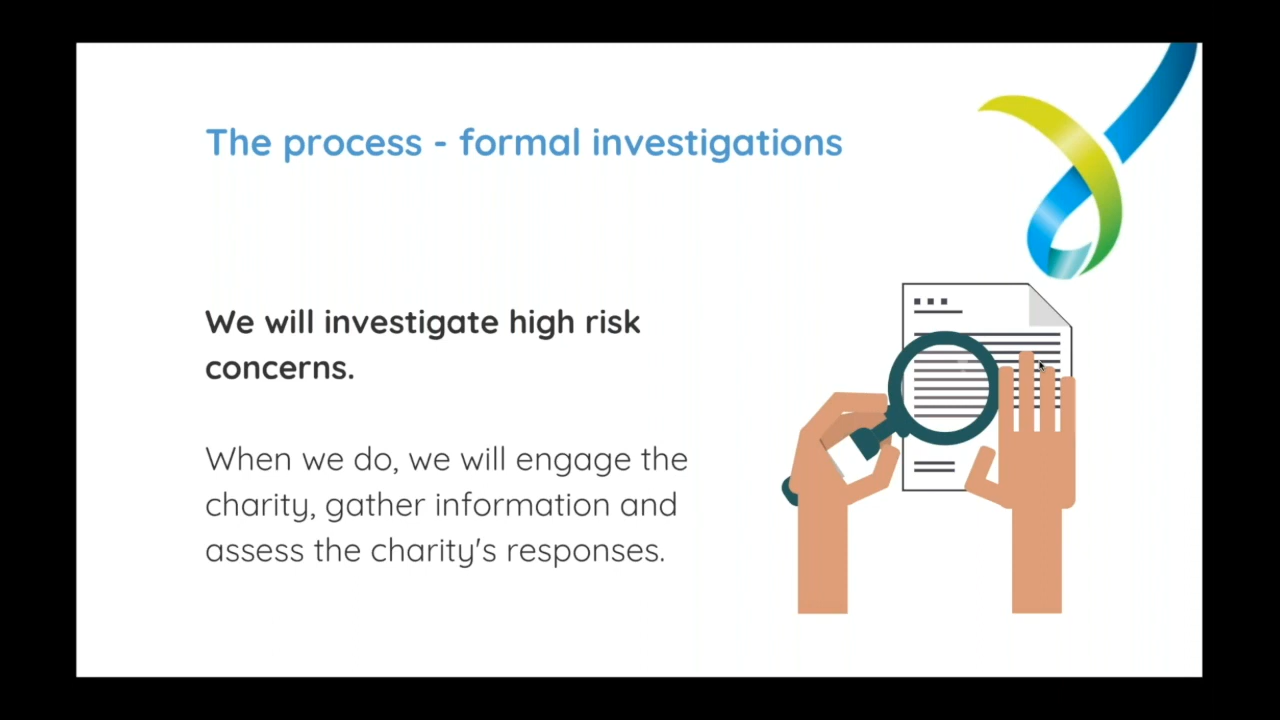 The process - formal investigations
We will investigate high risk
concerns.
When we do, we will engage the
charity, gather information and
assess the charity's responses.